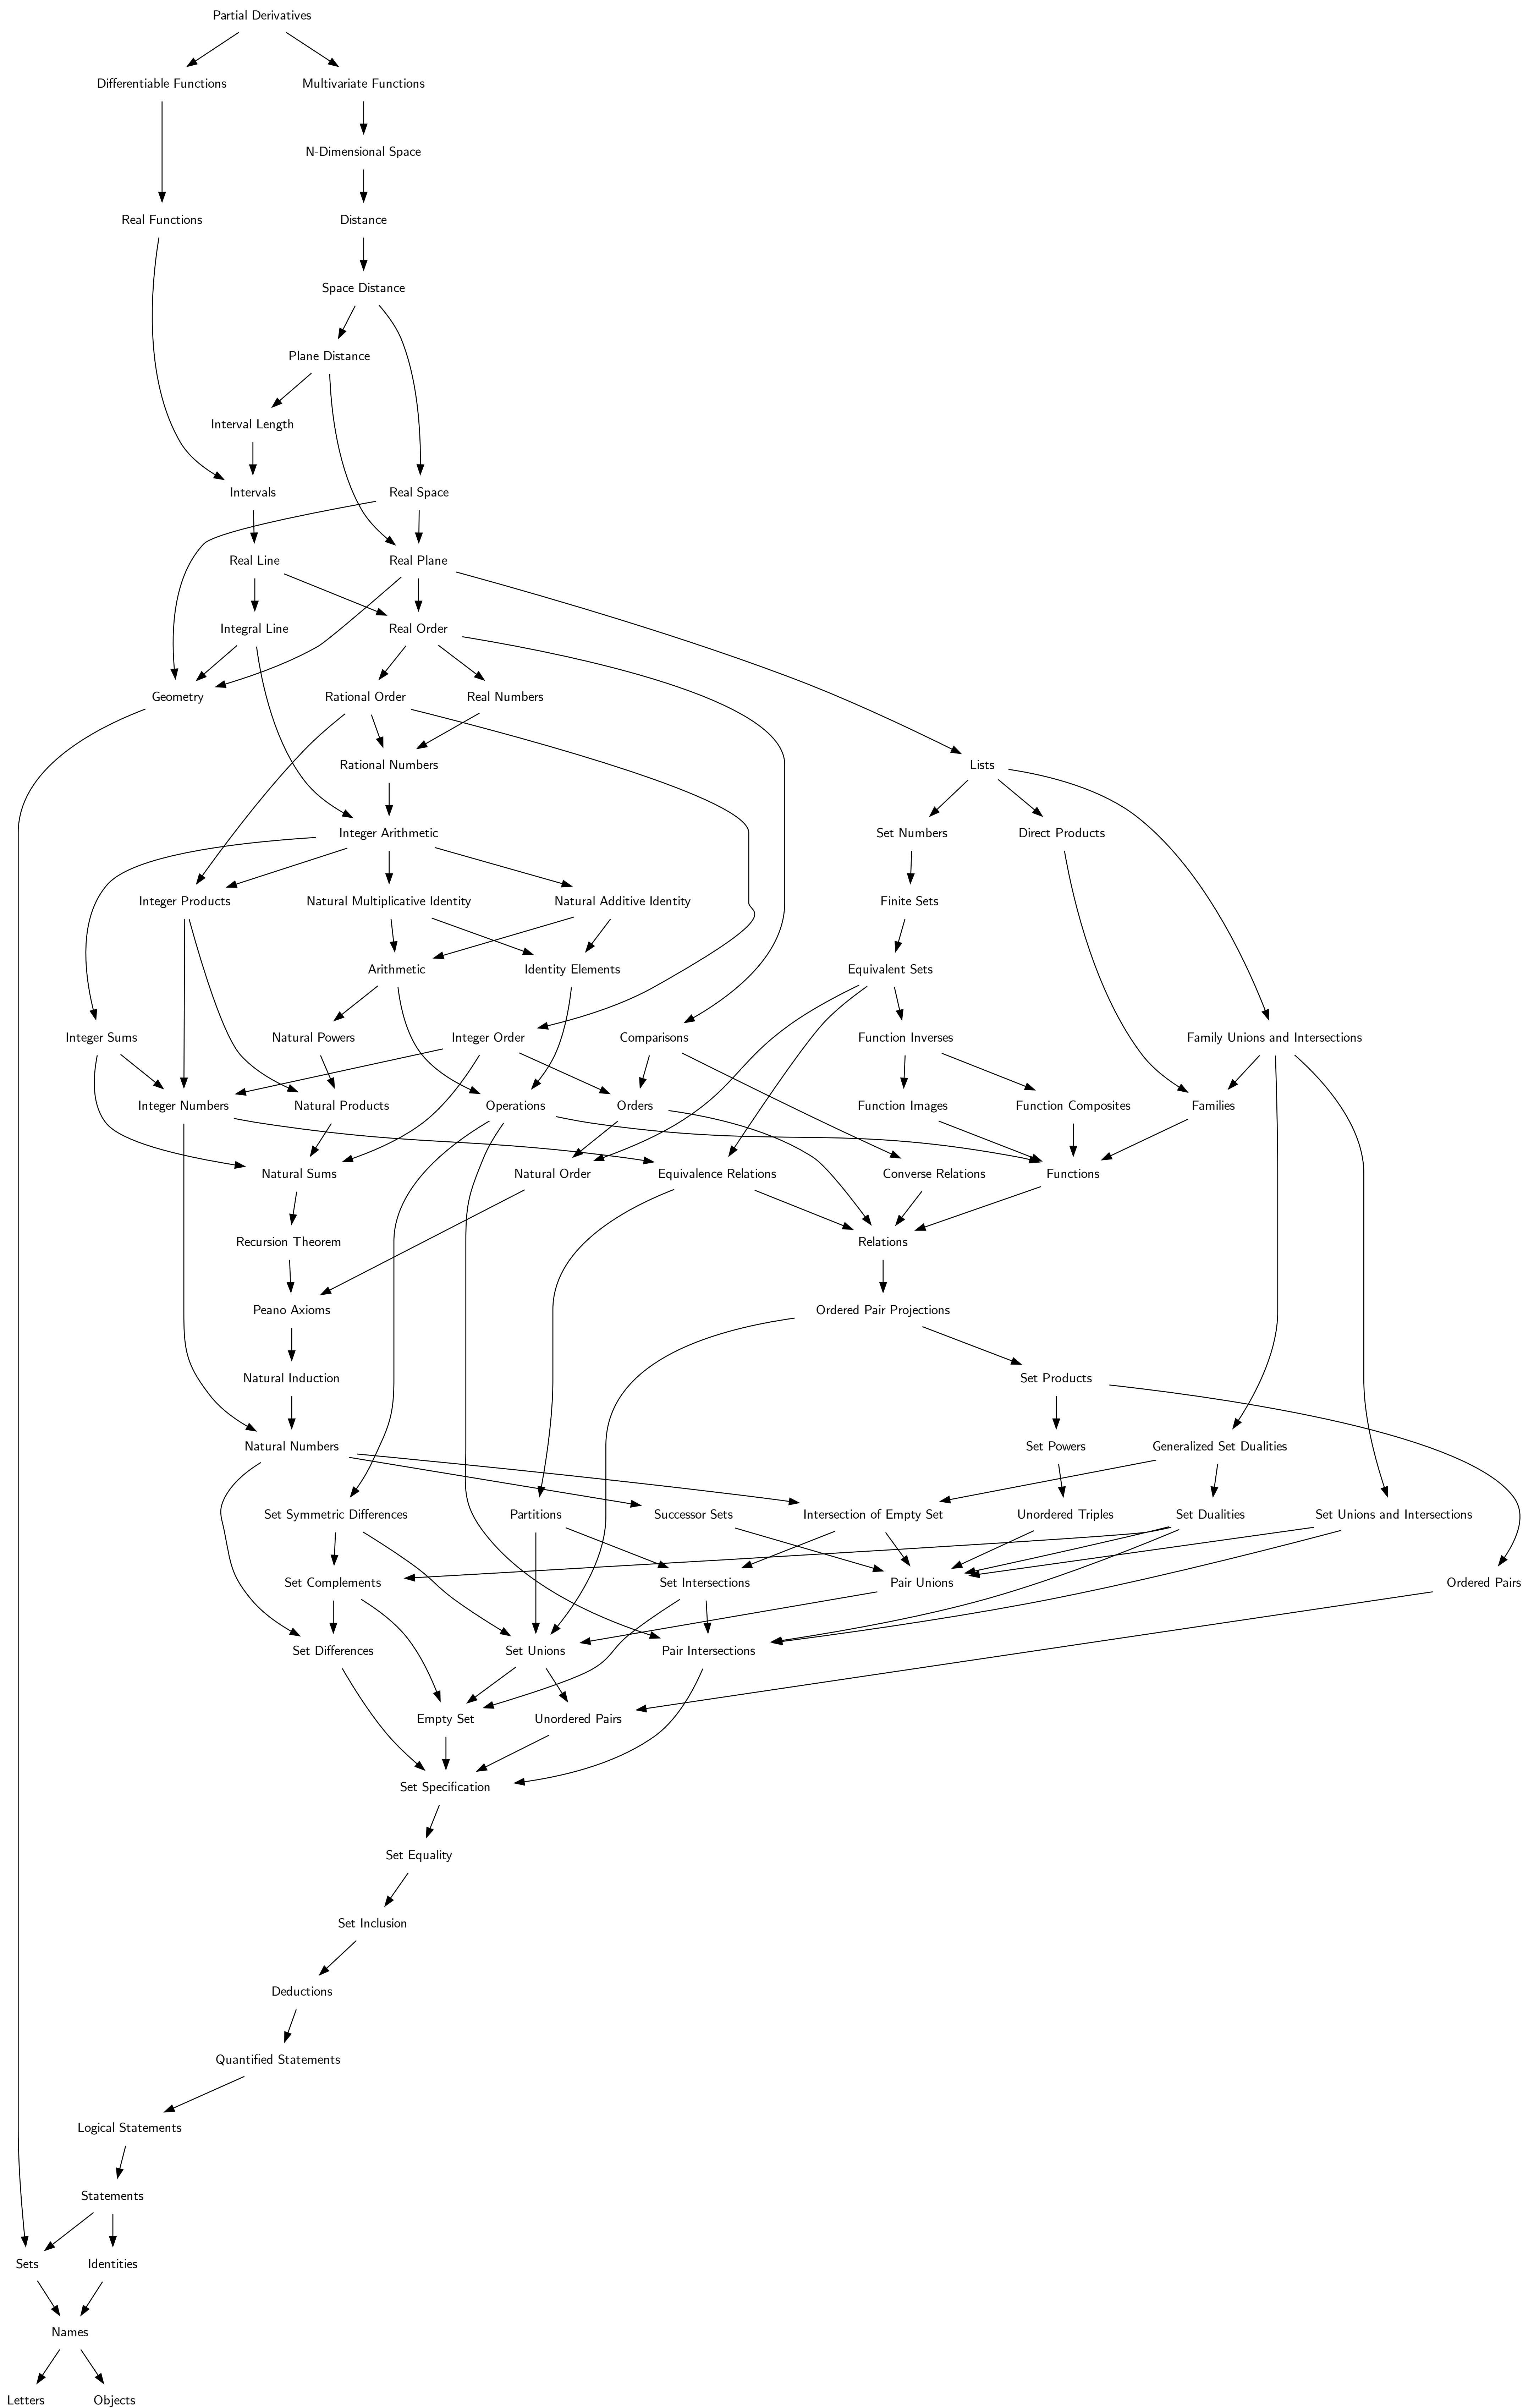 Partial Derivatives
Differentiable Functions
Multivariate Functions
N-Dimensional Space
Real Functions
Distance
Space Distance
Plane Distance
Interval Length
Intervals
Real Space
Real Line
Real Plane
Integral Line
Real Order
Geometry
Rational Order
Real Numbers
Rational Numbers
Lists
Integer Arithmetic
Set Numbers
Direct Products
Integer Products
Natural Multiplicative Identity
Natural Additive Identity
Finite Sets
Arithmetic
Identity Elements
Equivalent Sets
Integer Sums
Natural Powers
Integer Order
Comparisons
Function Inverses
Family Unions and Intersections
Integer Numbers
Natural Products
Operations
Orders
Function Images
Function Composites
Families
Natural Sums
Natural Order
Equivalence Relations
Converse Relations
Functions
Recursion Theorem
Relations
Peano Axioms
Ordered Pair Projections
Natural Induction
Set Products
Natural Numbers
Set Powers
Generalized Set Dualities
Set Symmetric Differences
Partitions
Successor Sets
Intersection of Empty Set
Unordered Triples
Set Dualities
Set Unions and Intersections
Set Complements
Set Intersections
Pair Unions
Ordered Pairs
Set Differences
Set Unions
Pair Intersections
Empty Set
Unordered Pairs
Set Specification
Set Equality
Set Inclusion
Deductions
Quantified Statements
Logical Statements
Statements
Sets
Identities
Names
Letters
Objects